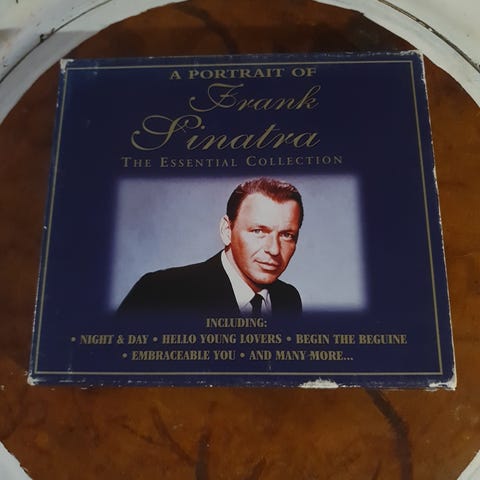 A PORTRAIT OF
Frank
Sinatra
THE ESSENTIAL COLLECTION
INCLUDING:
• NIGHT & DAY • HELLO YOUNG LOVERS • BEGIN THE BEGUINE
• EMBRACEABLE YOU • AND MANY MORE...